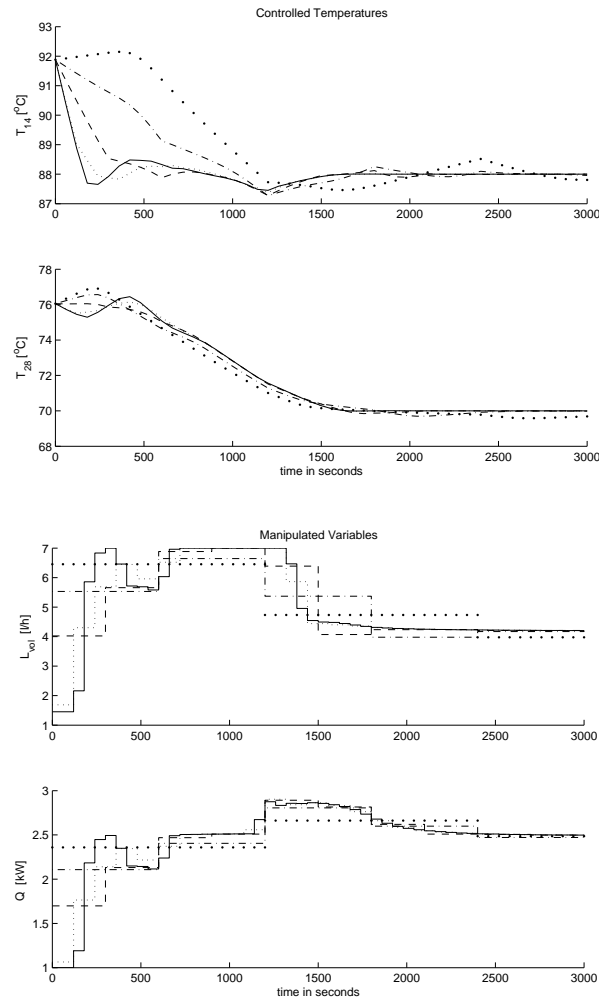 Controlled Temperatures
93
92
91
90
89
88
87
T14 [°C]
0 500 1000 1500 2000 2500 3000
78
76
74
72
70
68
T28 [°C]
0 500 1000 1500 2000 2500 3000
time in seconds
Manipulated Variables
7
6
5
4
3
2
1
Lvol [l/h]
0 500 1000 1500 2000 2500 3000
3
2.5
2
1.5
1
Q [kW]
0 500 1000 1500 2000 2500 3000
time in seconds